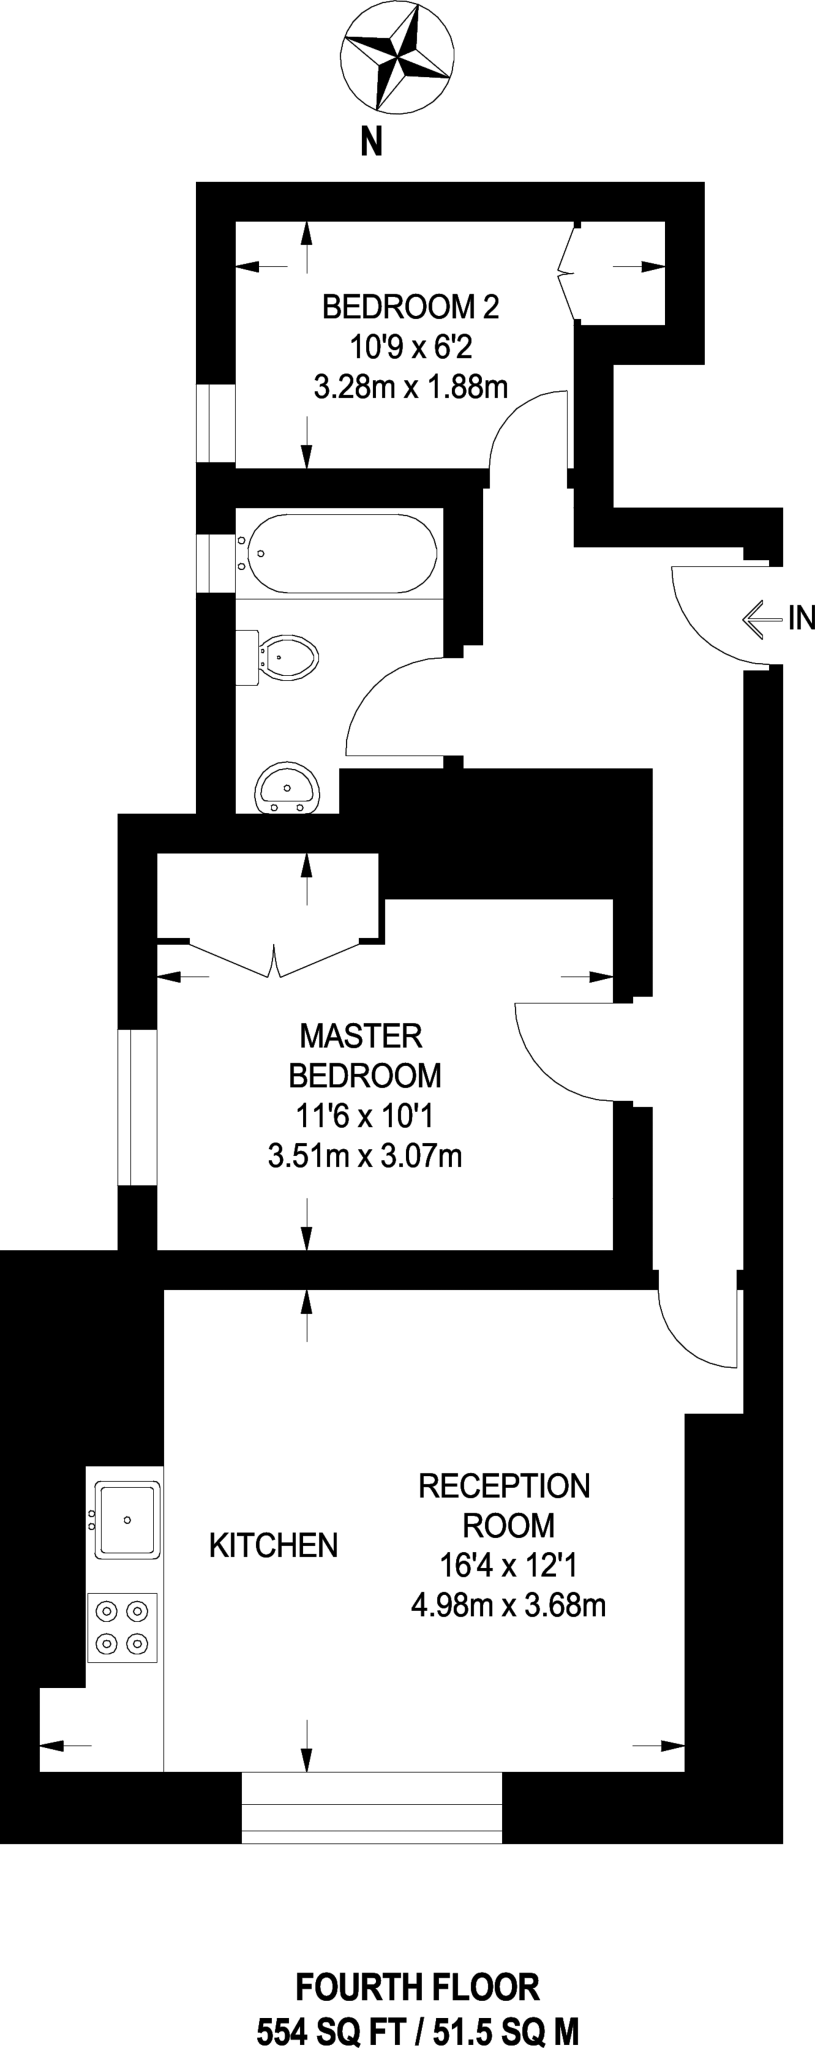 N
BEDROOM 2
10'9 x 6'2
3.28m x 1.88m
IN
MASTER
BEDROOM
11'6 x 10'1
3.51m x 3.07m
RECEPTION
ROOM
16'4 x 12'1
4.98m x 3.68m
KITCHEN
FOURTH FLOOR
554 SQ FT / 51.5 SQ M